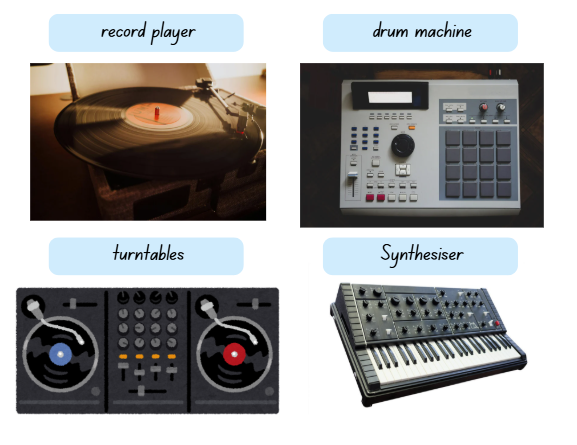 record player
drum machine
turntables
Synthesiser